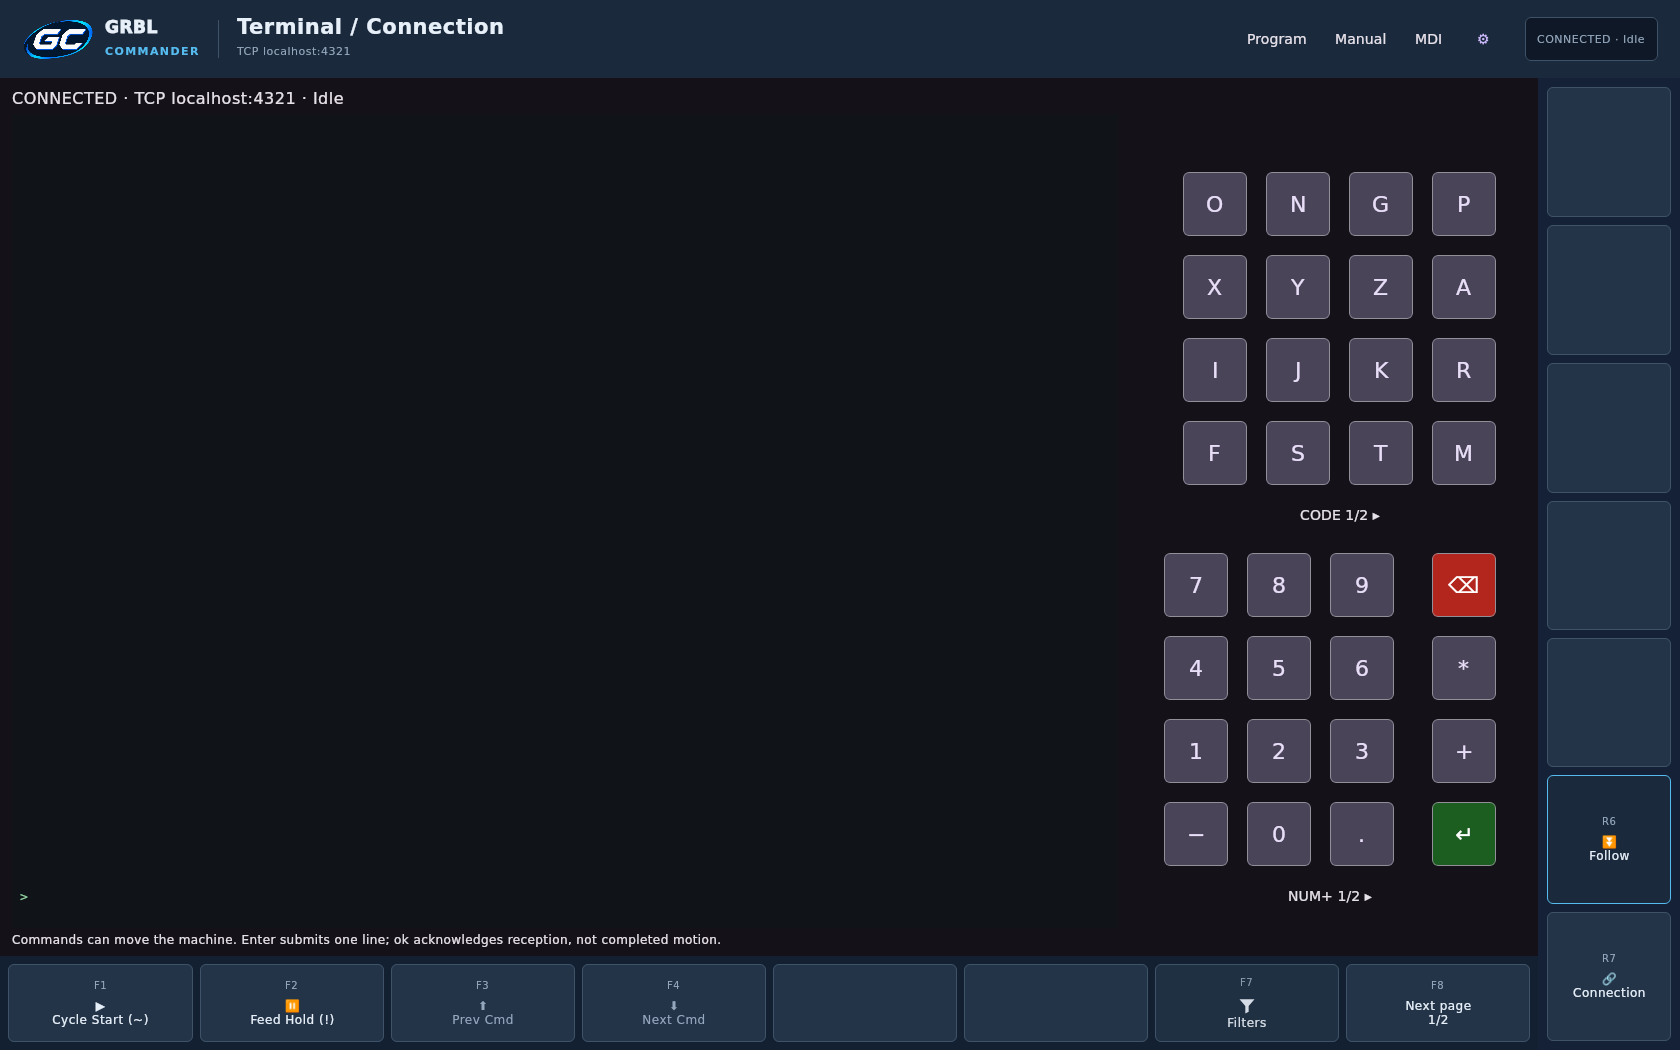 GC
GRBL
COMMANDER
Terminal / Connection
TCP localhost:4321
Program
Manual
MDI
⚙
CONNECTED · Idle
CONNECTED · TCP localhost:4321 · Idle
O N G P
X Y Z A
I J K R
F S T M
CODE 1/2 ▸
7 8 9 ⌫
4 5 6 *
1 2 3 +
− 0 . ↵
NUM+ 1/2 ▸
>
Commands can move the machine. Enter submits one line; ok acknowledges reception, not completed motion.
R6
⏬
Follow
R7
🔗
Connection
F1
▶
Cycle Start (~)
F2
⏸
Feed Hold (!)
F3
⬆
Prev Cmd
F4
⬇
Next Cmd
F7
Filters
F8
Next page
1/2